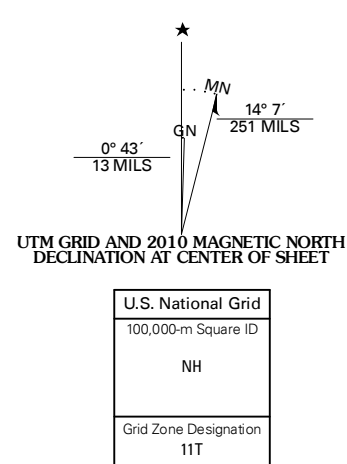 MN
GN
14° 7´
251 MILS
0° 43´
13 MILS
UTM GRID AND 2010 MAGNETIC NORTH
DECLINATION AT CENTER OF SHEET
U.S. National Grid
100,000-m Square ID
NH
Grid Zone Designation
11T